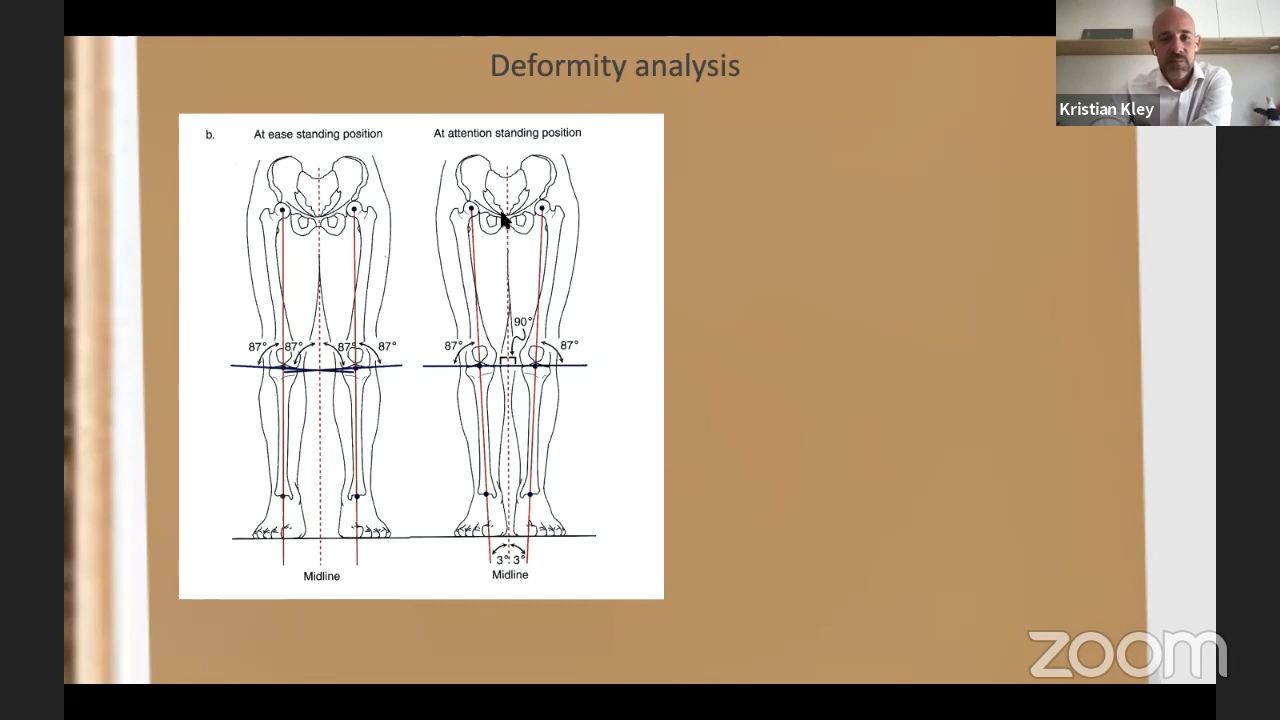 Deformity analysis
Kristian Kley
b.
At ease standing position
At attention standing position
90°
87° 87° 87° 87°
87° 87°
3° 3°
Midline
Midline
zoom